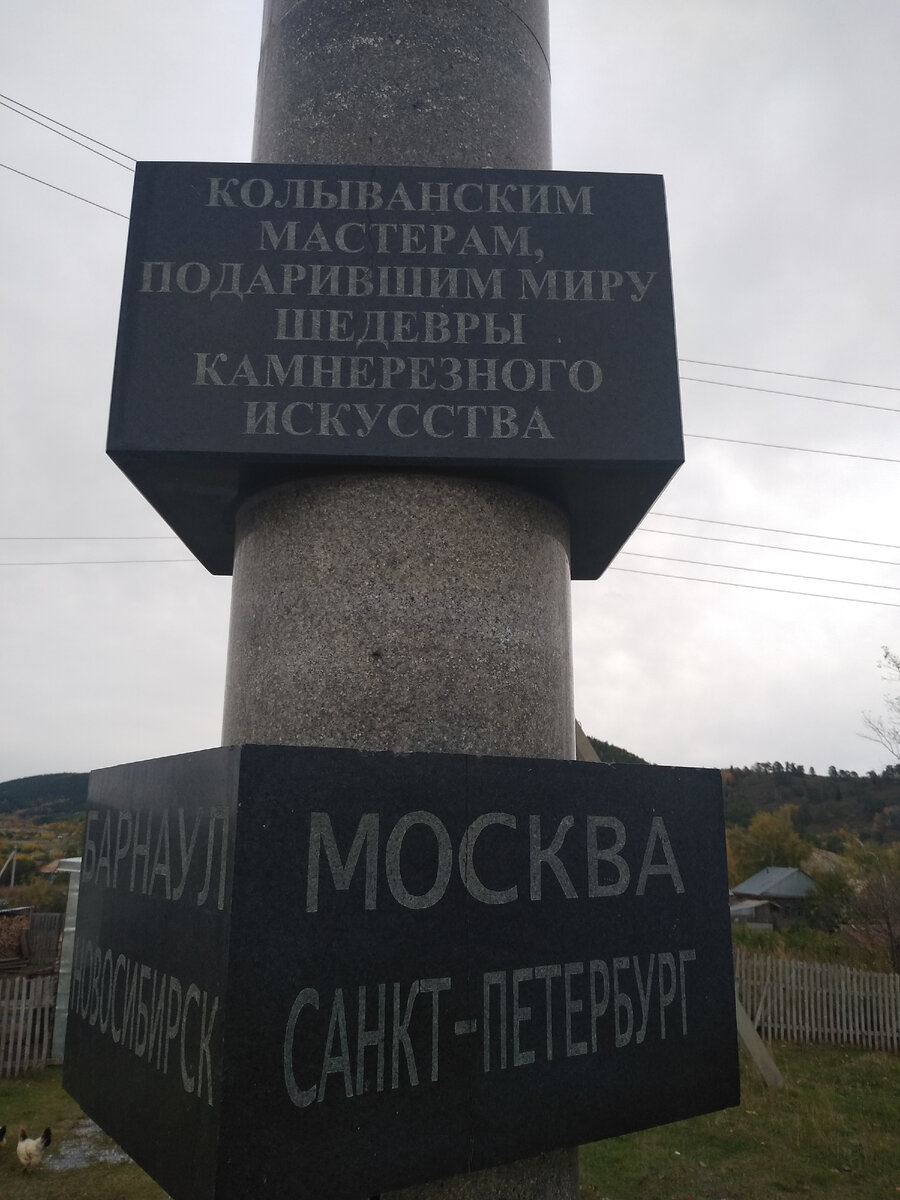 КОЛЫВАНСКИМ
МАСТЕРАМ,
ПОДАРИВШИМ МИРУ
ШЕДЕВРЫ
КАМНЕРЕЗНОГО
ИСКУССТВА
БАРНАУЛ
НОВОСИБИРСК
МОСКВА
САНКТ-ПЕТЕРБУРГ